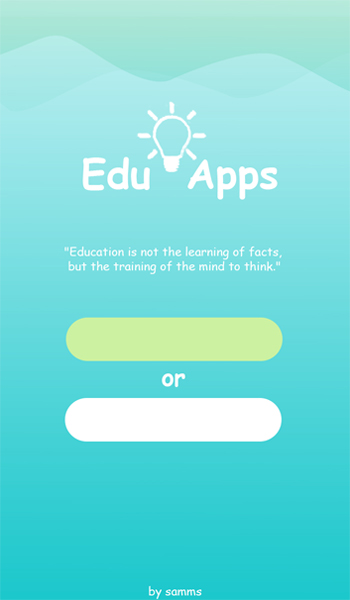 Edu Apps
"Education is not the learning of facts,
but the training of the mind to think."
or
by samms